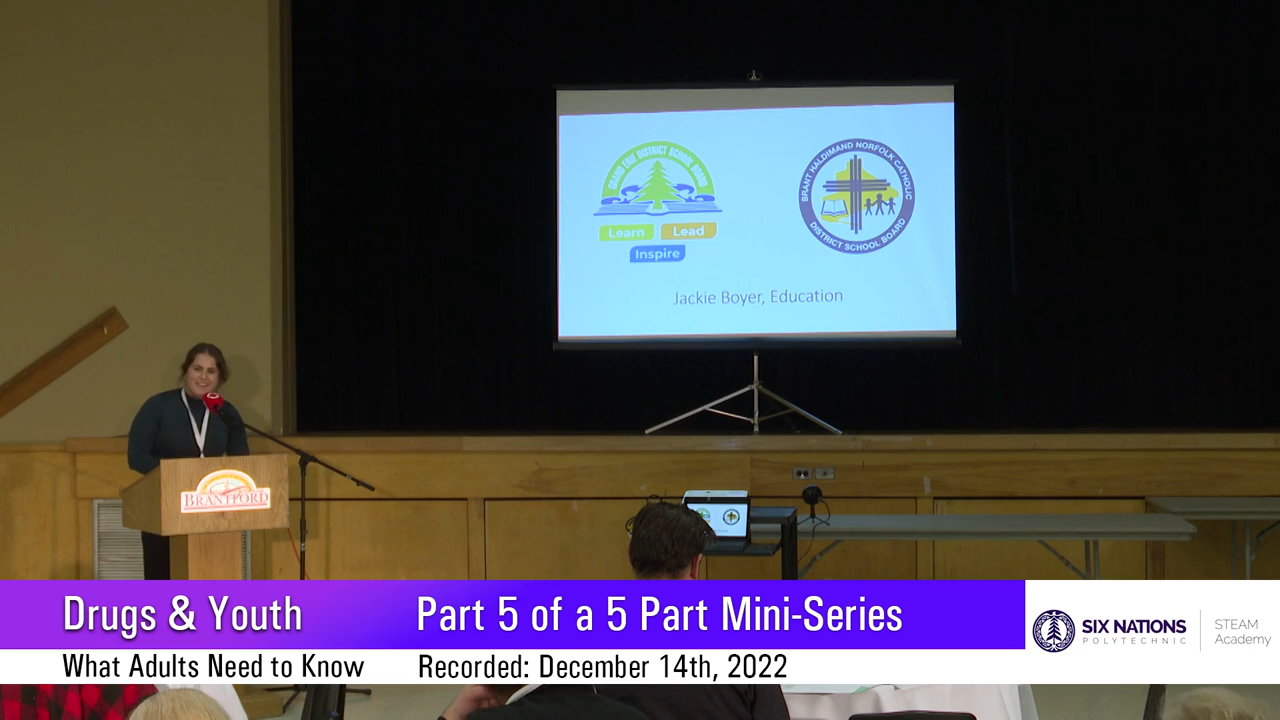 GRAND ERIE DISTRICT SCHOOL BOARD
Learn
Lead
Inspire
BRANT HALDIMAND NORFOLK CATHOLIC
DISTRICT SCHOOL BOARD
Jackie Boyer, Education
BRANTFORD
Drugs & Youth
Part 5 of a 5 Part Mini-Series
What Adults Need to Know
Recorded: December 14th, 2022
SIX NATIONS
POLYTECHNIC
STEAM
Academy